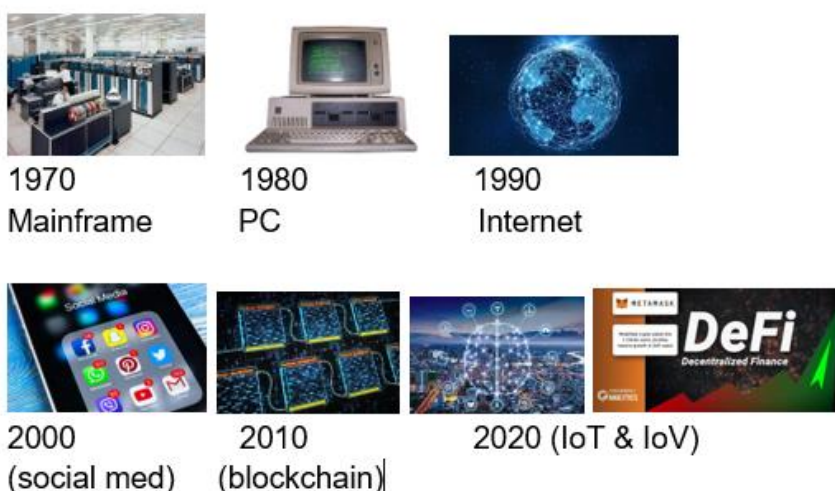 1970
1980
1990
Mainframe
PC
Internet
Social Media
METAMASK
DeFi
Decentralized Finance
2000
2010
2020 (IoT & IoV)
(social med)
(blockchain)